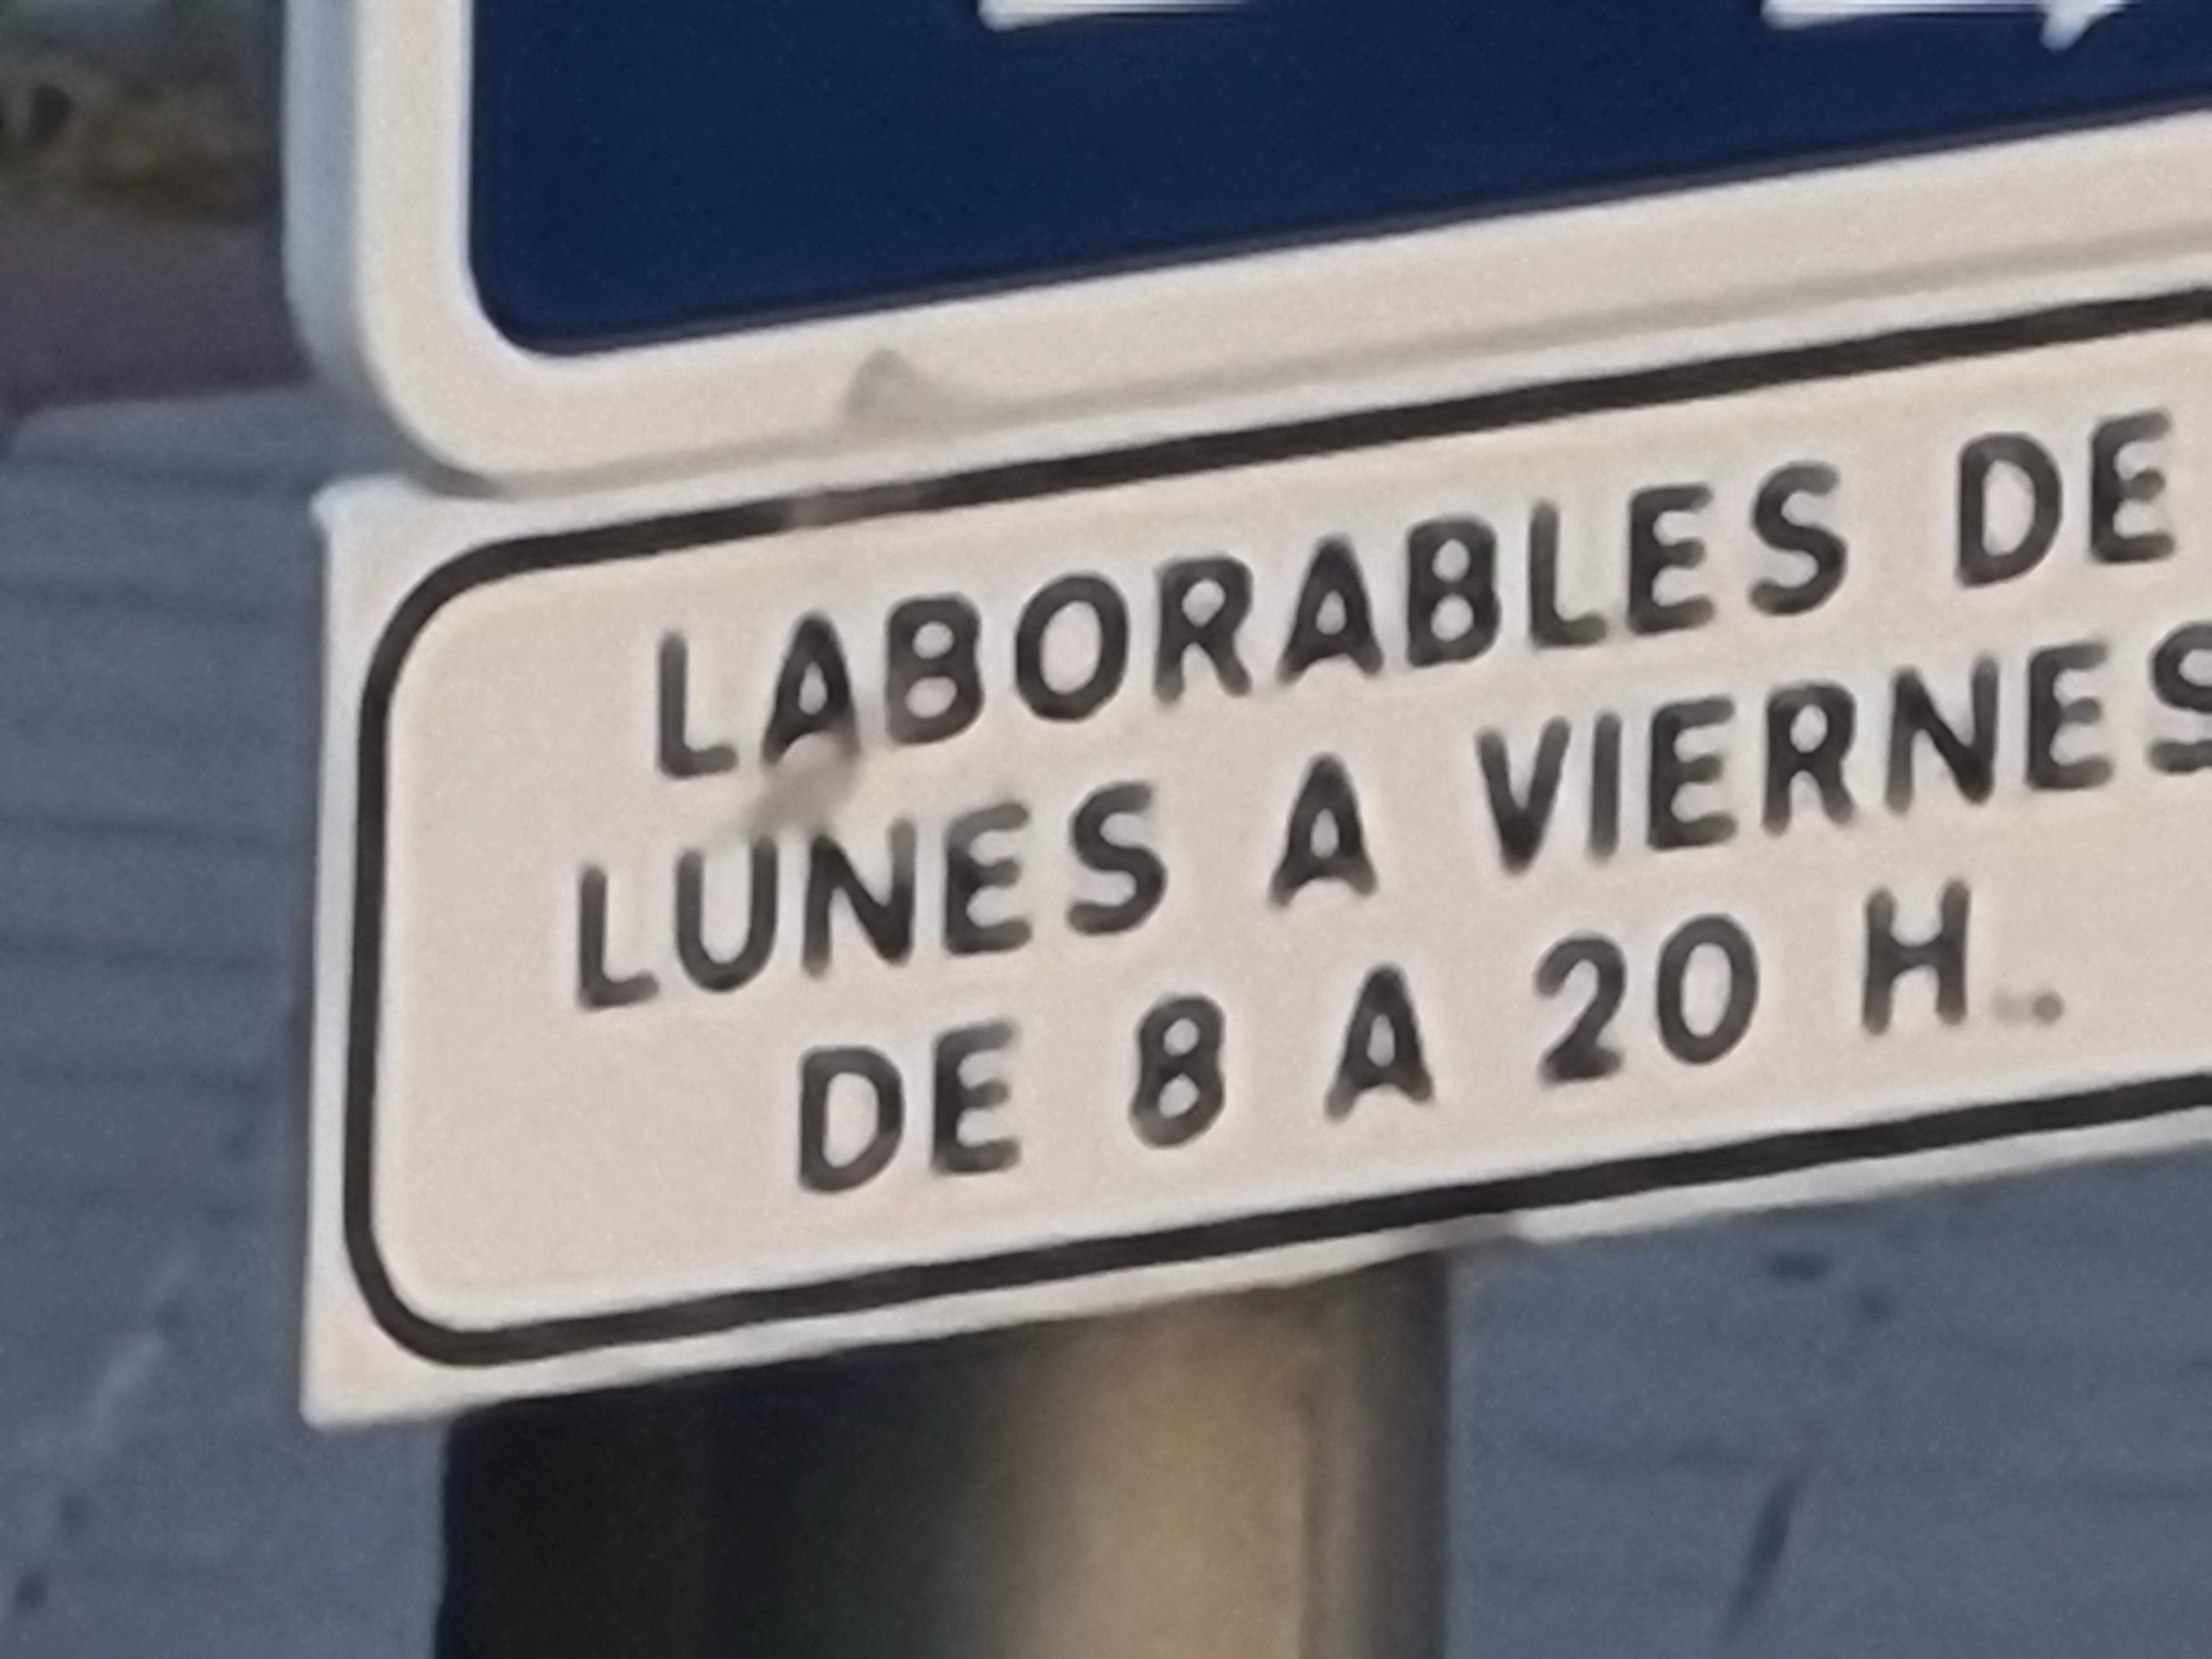 LABORABLES DE
LUNES A VIERNES
DE 8 A 20 H.